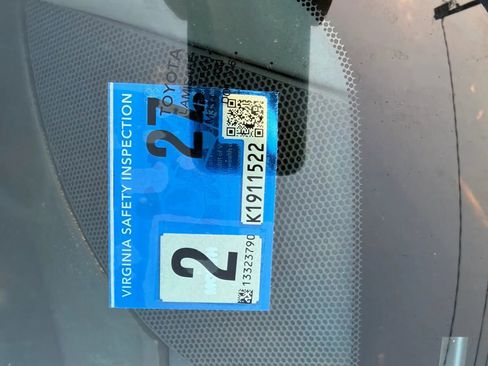 TOYOTA
VIRGINIA SAFETY INSPECTION
27
K1911522
2
13323790